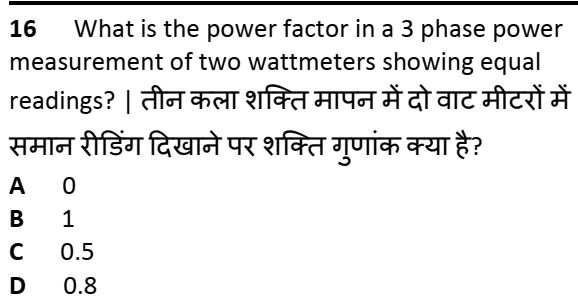 16 What is the power factor in a 3 phase power
measurement of two wattmeters showing equal
readings? | तीन कला शक्ति मापन में दो वाट मीटरों में
समान रीडिंग दिखाने पर शक्ति गुणांक क्या है?
A 0
B 1
C 0.5
D 0.8